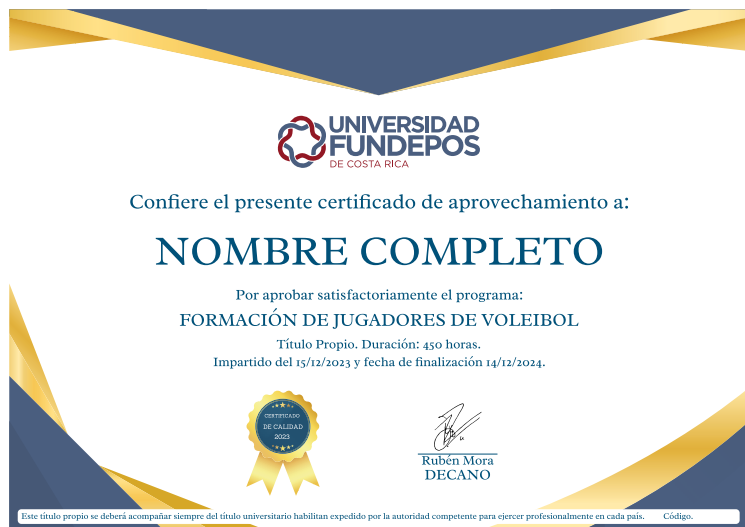 UNIVERSIDAD
FUNDEPOS
DE COSTA RICA
Confiere el presente certificado de aprovechamiento a:
NOMBRE COMPLETO
Por aprobar satisfactoriamente el programa:
FORMACIÓN DE JUGADORES DE VOLEIBOL
Título Propio. Duración: 450 horas.
Impartido del 15/12/2023 y fecha de finalización 14/12/2024.
CERTIFICADO
DE CALIDAD
2023
Rubén Mora
DECANO
Este título propio se deberá acompañar siempre del título universitario habilitan expedido por la autoridad competente para ejercer profesionalmente en cada país. Código.